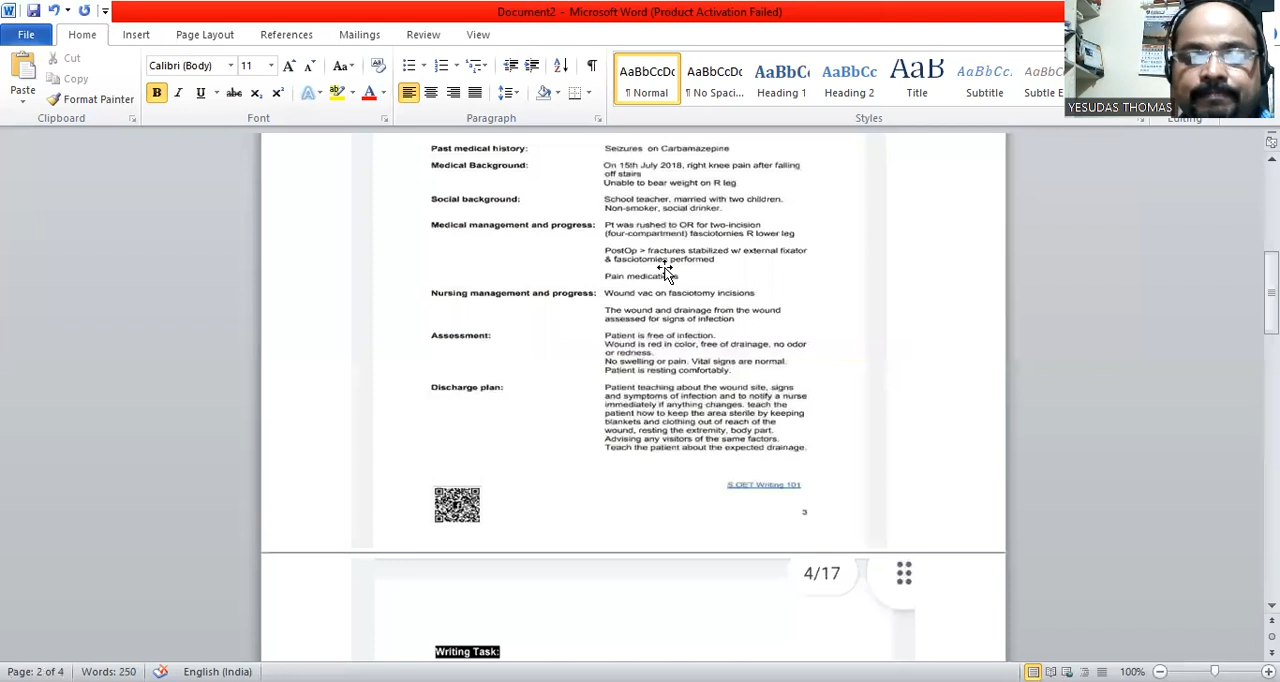 Document2 - Microsoft Word (Product Activation Failed)
File Home Insert Page Layout References Mailings Review View
Cut
Copy
Format Painter
Paste
Calibri (Body) 11
AaBbCcDc AaBbCcDc AaBbC AaBbCc AaB AaBbCc.
¶ Normal ¶ No Spaci... Heading 1 Heading 2 Title Subtitle Subtle E
Clipboard Font Paragraph Styles
YESUDAS THOMAS
Past medical history: Seizures on Carbamazepine
Medical Background: On 15th July 2018, right knee pain after falling
off stairs
Unable to bear weight on R leg
Social background: School teacher, married with two children.
Non-smoker, social drinker.
Medical management and progress: Pt was rushed to OR for two-incision
(four-compartment) fasciotomies R lower leg
PostOp > fractures stabilized w/ external fixator
& fasciotomies performed
Pain medications
Nursing management and progress: Wound vac on fasciotomy incisions
The wound and drainage from the wound
assessed for signs of infection
Assessment: Patient is free of infection.
Wound is red in color, free of drainage, no odor
or redness.
No swelling or pain. Vital signs are normal.
Patient is resting comfortably.
Discharge plan: Patient teaching about the wound site, signs
and symptoms of infection and to notify a nurse
immediately if anything changes. teach the
patient how to keep the area sterile by keeping
blankets and clothing out of reach of the
wound, resting the extremity, body part.
Advising any visitors of the same factors.
Teach the patient about the expected drainage.
S.OET Writing 101
3
4/17
Writing Task:
Page: 2 of 4 Words: 250 English (India) 100%